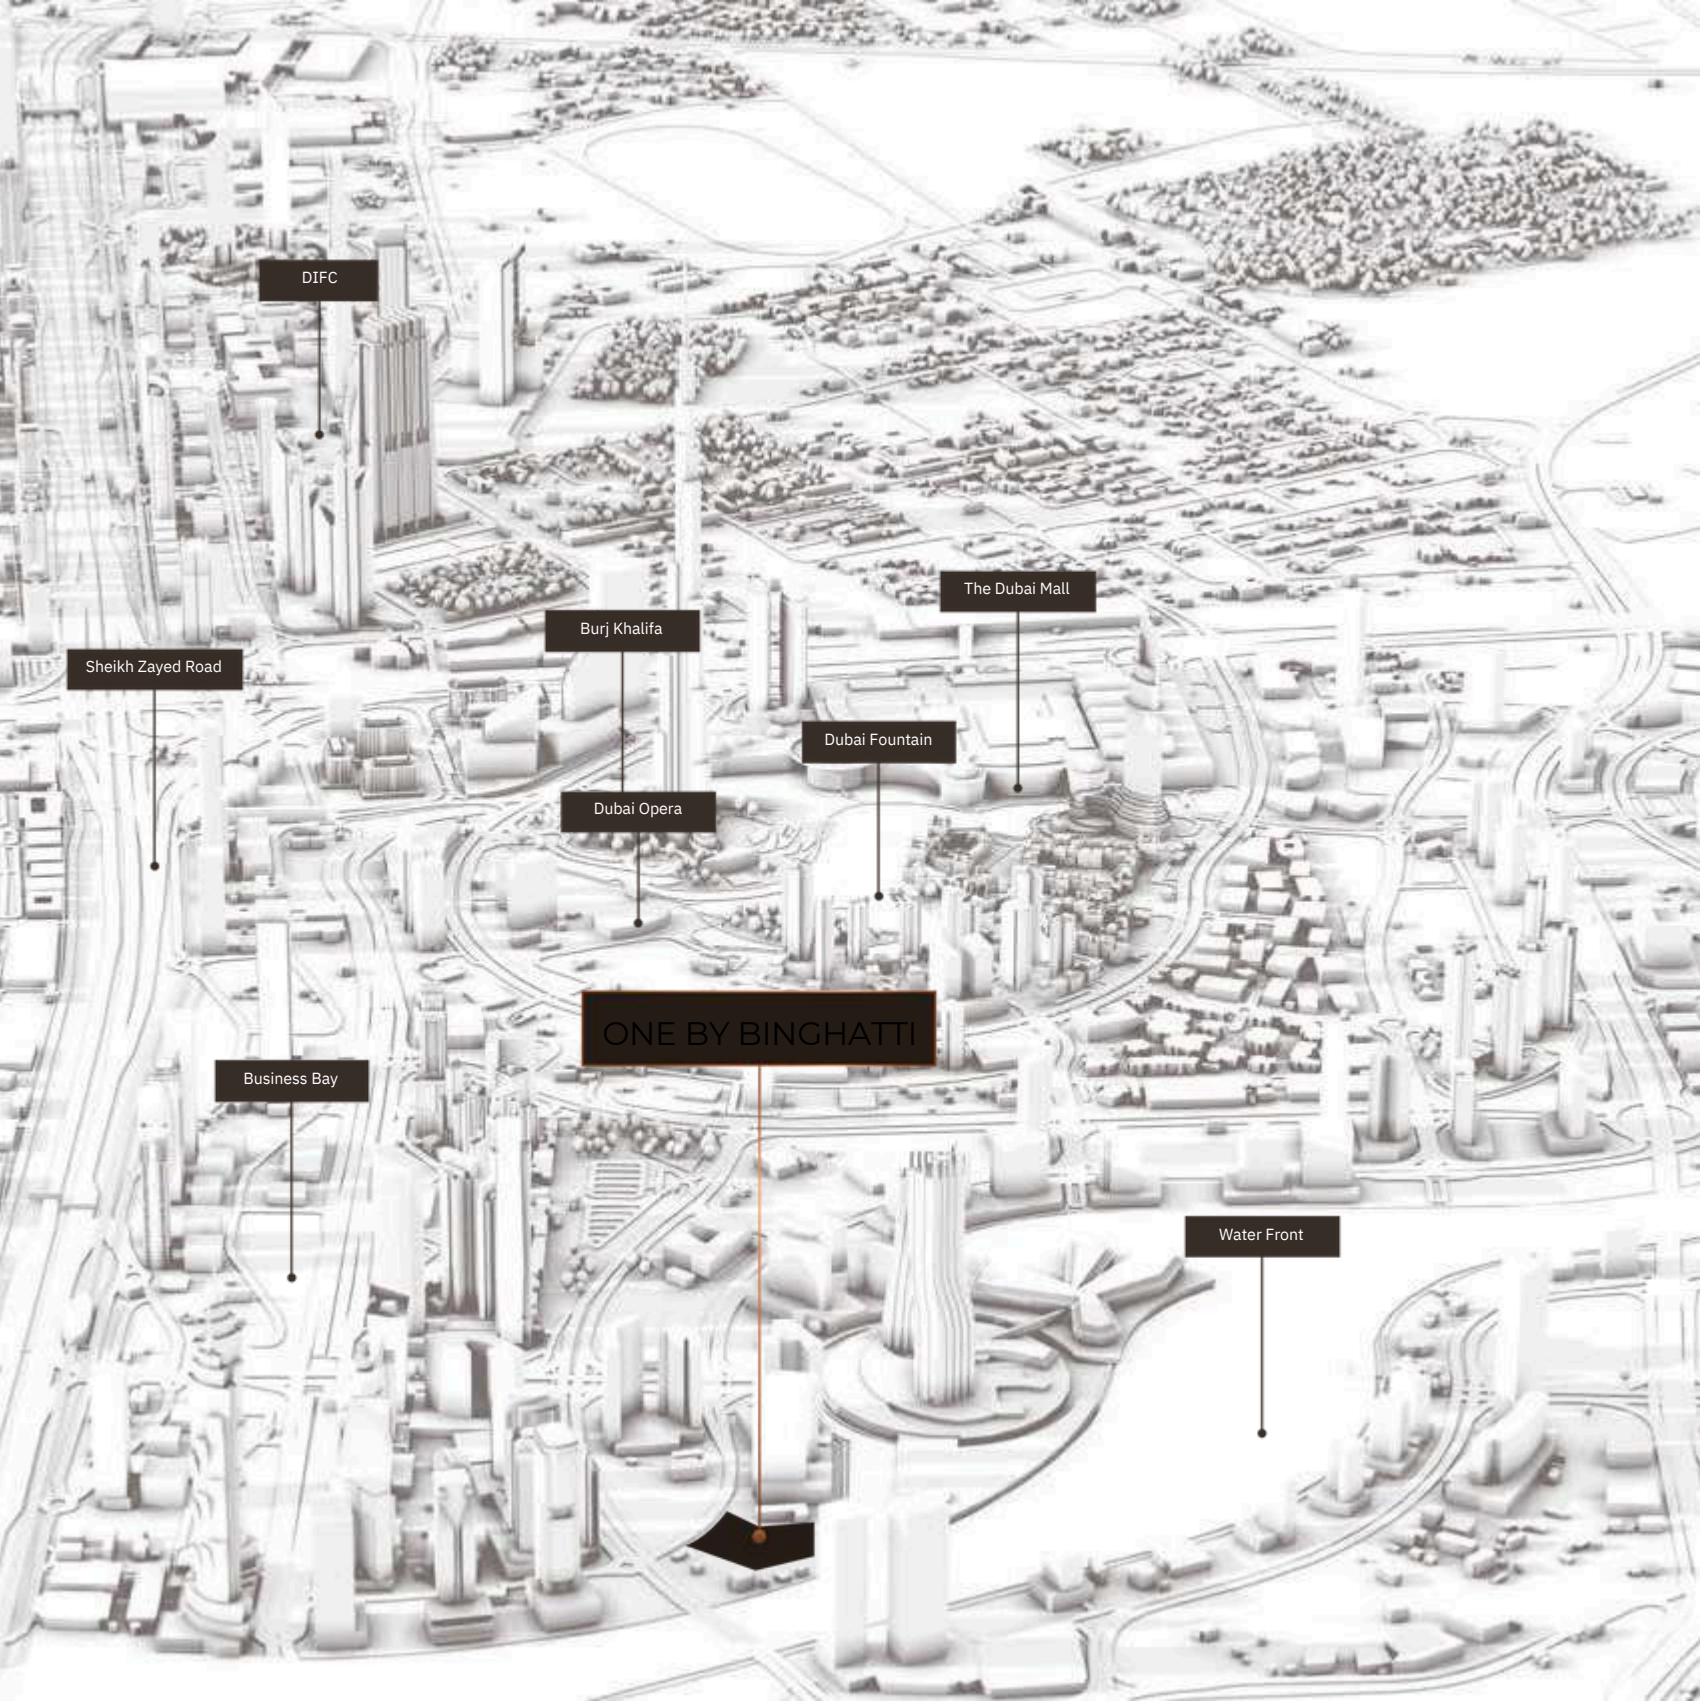 DIFC
The Dubai Mall
Burj Khalifa
Sheikh Zayed Road
Dubai Fountain
Dubai Opera
ONE BY BINGHATTI
Business Bay
Water Front